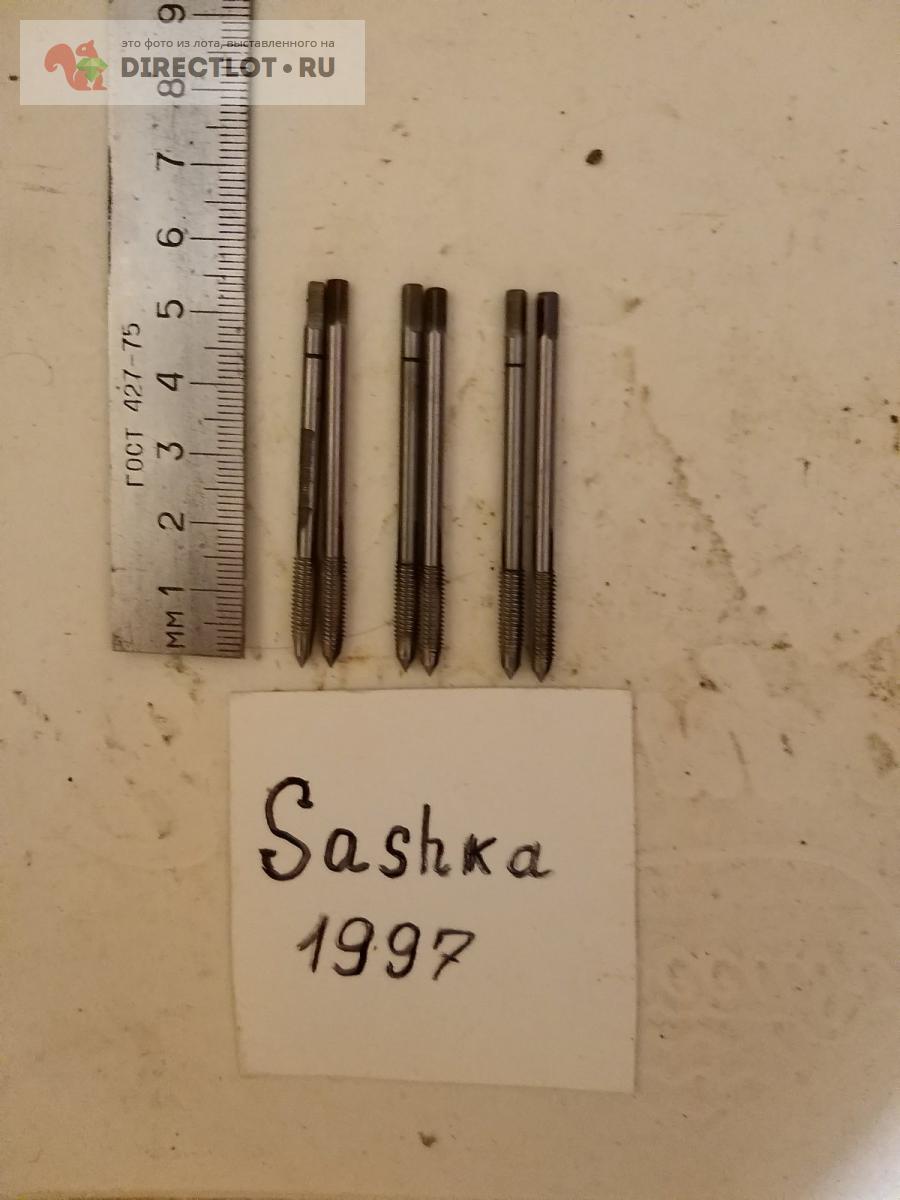 это фото из лота, выставленного на
DIRECTLOT•RU
9
8
7
6
5
4
3
2
1
мм
ГОСТ 427-75
Sashka
1997